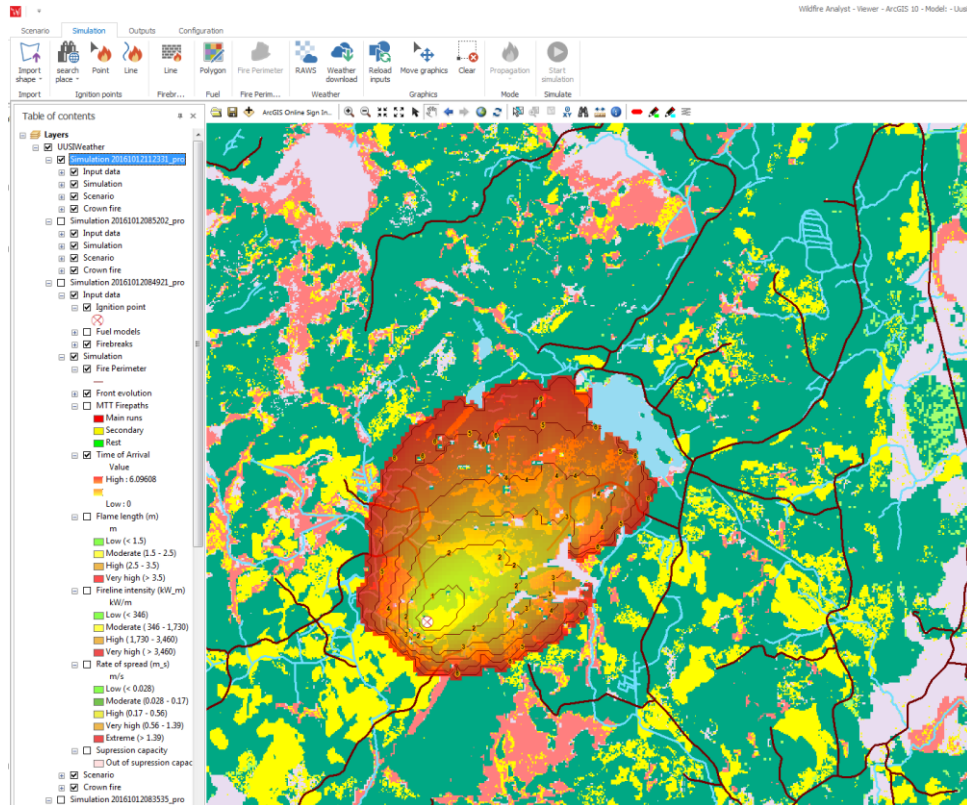 Wildfire Analyst - Viewer - ArcGIS 10 - Model: - Uus
Scenario Simulation Outputs Configuration
Import shape search place Point Line Line Polygon Fire Perimeter RAWS Weather download Reload inputs Move graphics Clear Propagation Start simulation
Import Ignition points Firebr... Fuel Fire Perim... Weather Graphics Mode Simulate
Table of contents
ArcGIS Online Sign In...
Layers
UUSIWeather
Simulation 20161012112331_pro
Input data
Simulation
Scenario
Crown fire
Simulation 20161012085202_pro
Input data
Simulation
Scenario
Crown fire
Simulation 20161012084921_pro
Input data
Ignition point
Fuel models
Firebreaks
Simulation
Fire Perimeter
Front evolution
MTT Firepaths
Main runs
Secondary
Rest
Time of Arrival
Value
High : 6.09608
Low : 0
Flame length (m)
m
Low (< 1.5)
Moderate (1.5 - 2.5)
High (2.5 - 3.5)
Very high (> 3.5)
Fireline intensity (kW_m)
kW/m
Low (< 346)
Moderate (346 - 1,730)
High (1,730 - 3,460)
Very high ( > 3,460)
Rate of spread (m_s)
m/s
Low (< 0.028)
Moderate (0.028 - 0.17)
High (0.17 - 0.56)
Very high (0.56 - 1.39)
Extreme (> 1.39)
Supression capacity
Out of supression capac
Scenario
Crown fire
Simulation 20161012083535_pro